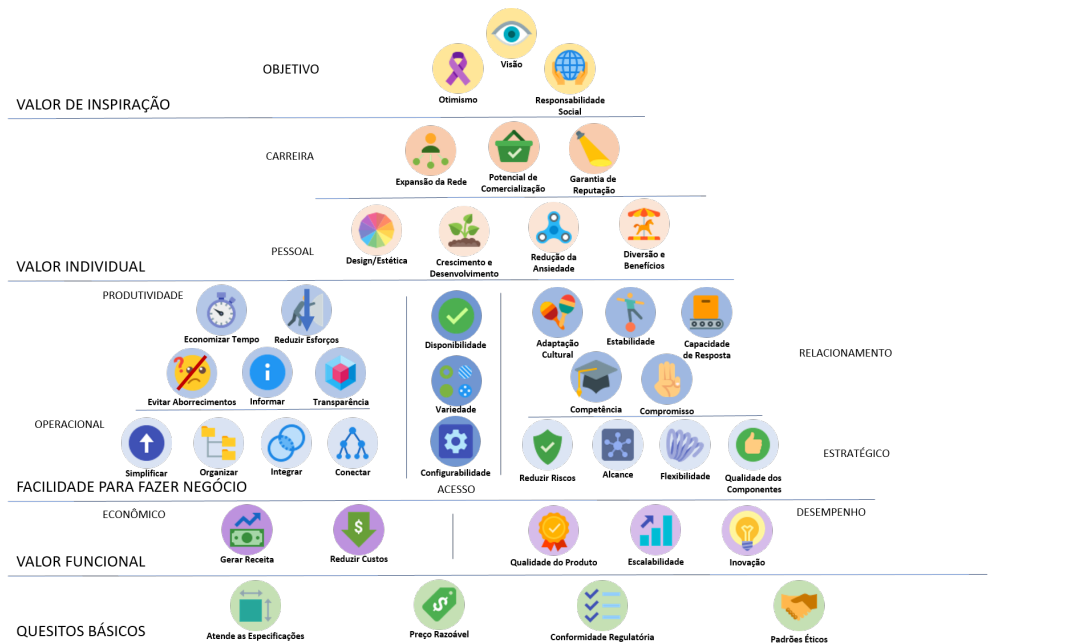 OBJETIVO
Visão
Otimismo
Responsabilidade
Social
VALOR DE INSPIRAÇÃO
CARREIRA
Expansão da Rede
Potencial de
Comercialização
Garantia de
Reputação
PESSOAL
Design/Estética
Crescimento e
Desenvolvimento
Redução da
Ansiedade
Diversão e
Benefícios
VALOR INDIVIDUAL
PRODUTIVIDADE
Economizar Tempo
Reduzir Esforços
Evitar Aborrecimentos
Informar
Transparência
OPERACIONAL
Simplificar
Organizar
Integrar
Conectar
Disponibilidade
Variedade
Configurabilidade
ACESSO
Adaptação
Cultural
Estabilidade
Capacidade
de Resposta
RELACIONAMENTO
Competência
Compromisso
ESTRATÉGICO
Reduzir Riscos
Alcance
Flexibilidade
Qualidade dos
Componentes
FACILIDADE PARA FAZER NEGÓCIO
ECONÔMICO
Gerar Receita
Reduzir Custos
DESEMPENHO
Qualidade do Produto
Escalabilidade
Inovação
VALOR FUNCIONAL
Atende as Especificações
Preço Razoável
Conformidade Regulatória
Padrões Éticos
QUESITOS BÁSICOS